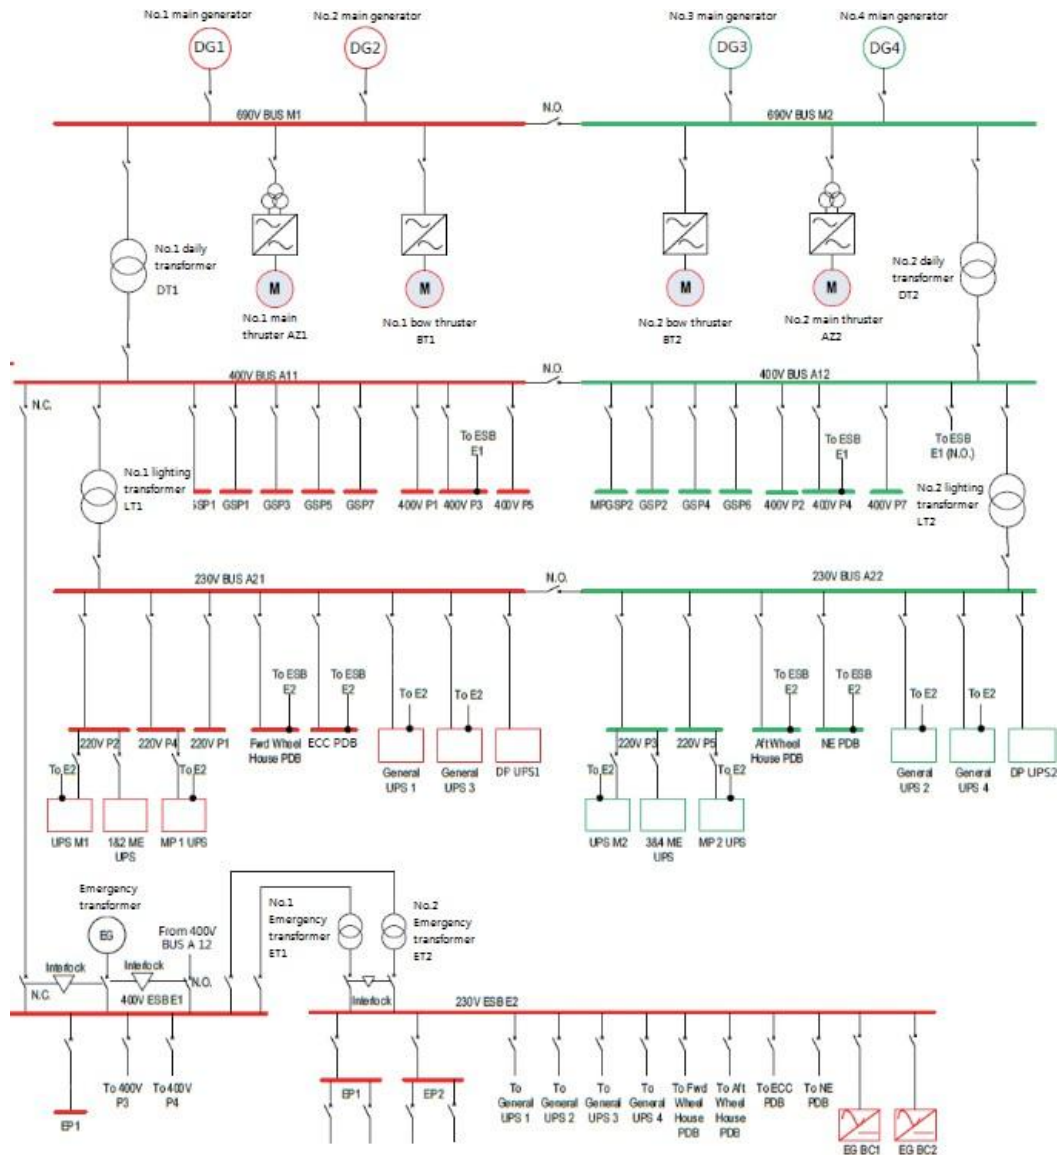 No.1 main generator
No.2 main generator
No.3 main generator
No.4 mian generator
DG1
DG2
DG3
DG4
690V BUS M1
N.O.
690V BUS M2
No.1 daily
transformer
DT1
M
M
M
M
No.1 main
thruster AZ1
No.1 bow thruster
BT1
No.2 bow thruster
BT2
No.2 main thruster
AZ2
No.2 daily
transformer
DT2
400V BUS A11
N.O.
400V BUS A12
N.C.
No.1 lighting
transformer
LT1
To ESB
E1
To ESB
E1
To ESB
E1 (N.O.)
No.2 lighting
transformer
LT2
GSP1
GSP1
GSP3
GSP5
GSP7
400V P1
400V P3
400V P5
MPGSP2
GSP2
GSP4
GSP6
400V P2
400V P4
400V P7
230V BUS A21
N.O.
230V BUS A22
To ESB
E2
To ESB
E2
To E2
To E2
To ESB
E2
To ESB
E2
To E2
To E2
220V P2
220V P4
220V P1
Fwd Wheel
House PDB
ECC PDB
General
UPS 1
General
UPS 3
DP UPS1
220V P3
220V P5
Aft Wheel
House PDB
NE PDB
General
UPS 2
General
UPS 4
DP UPS2
To E2
To E2
To E2
To E2
UPS M1
1&2 ME
UPS
MP 1 UPS
UPS M2
3&4 ME
UPS
MP 2 UPS
Emergency
transformer
EG
From 400V
BUS A 12
No.1
Emergency
transformer
ET1
No.2
Emergency
transformer
ET2
Interlock
Interlock
N.C.
N.O.
400V ESB E1
Interlock
230V ESB E2
To 400V
P3
To 400V
P4
EP1
EP1
EP2
To
General
UPS 1
To
General
UPS 2
To
General
UPS 3
To
General
UPS 4
To Fwd
Wheel
House
PDB
To Aft
Wheel
House
PDB
To ECC
PDB
To NE
PDB
EG BC1
EG BC2